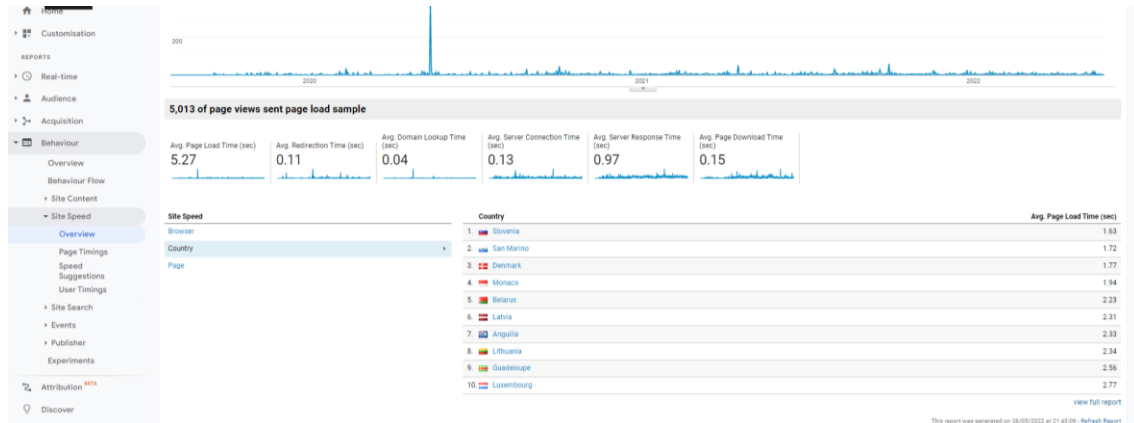 Home
Customisation
REPORTS
Real-time
Audience
Acquisition
Behaviour
Overview
Behaviour Flow
Site Content
Site Speed
Overview
Page Timings
Speed
Suggestions
User Timings
Site Search
Events
Publisher
Experiments
Attribution BETA
Discover
200
2020 2021 2022
5,013 of page views sent page load sample
Avg. Page Load Time (sec)
5.27
Avg. Redirection Time (sec)
0.11
Avg. Domain Lookup Time
(sec)
0.04
Avg. Server Connection Time
(sec)
0.13
Avg. Server Response Time
(sec)
0.97
Avg. Page Download Time
(sec)
0.15
Site Speed
Browser
Country
Page
Country Avg. Page Load Time (sec)
1. Slovenia 1.63
2. San Marino 1.72
3. Denmark 1.77
4. Monaco 1.94
5. Belarus 2.23
6. Latvia 2.31
7. Anguilla 2.33
8. Lithuania 2.34
9. Guadeloupe 2.56
10. Luxembourg 2.77
view full report
This report was generated on 26/05/2022 at 21:43:09 - Refresh Report